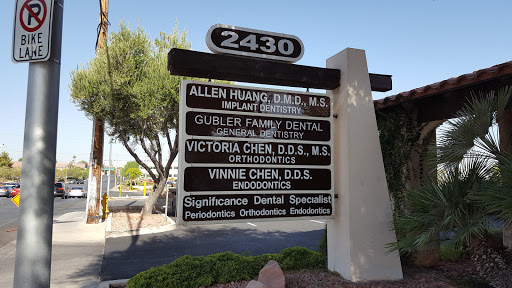 BIKE
LANE
2430
ALLEN HUANG, D.M.D., M.S.
IMPLANT DENTISTRY
GUBLER FAMILY DENTAL
GENERAL DENTISTRY
VICTORIA CHEN, D.D.S., M.S.
ORTHODONTICS
VINNIE CHEN, D.D.S.
ENDODONTICS
Significance Dental Specialist
Periodontics Orthodontics Endodontics